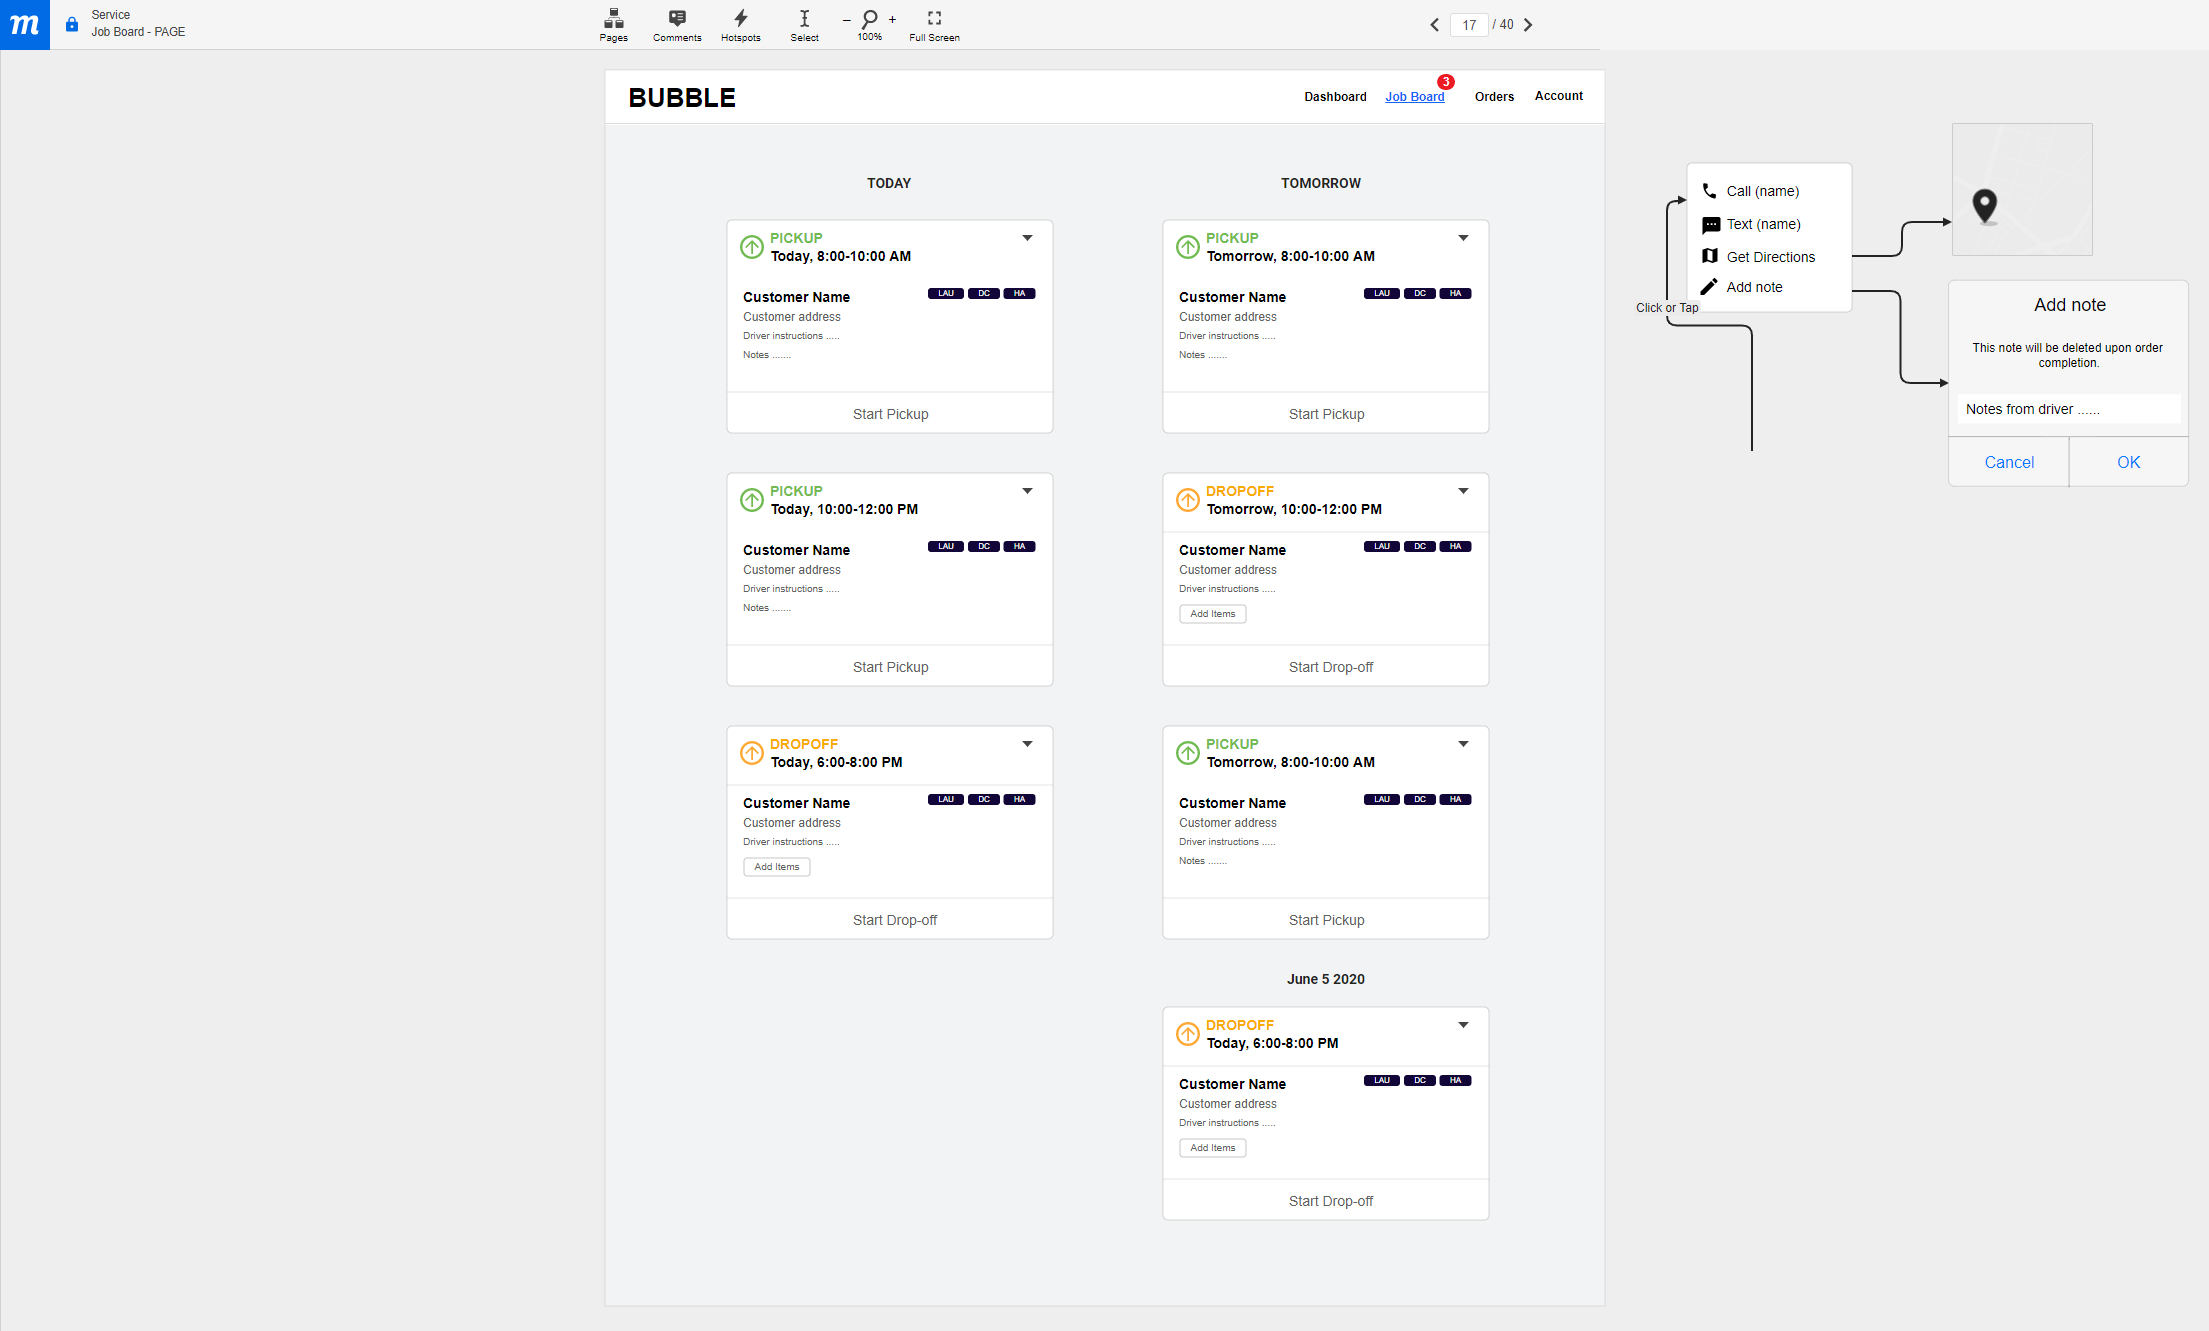 m
Service
Job Board - PAGE
Pages
Comments
Hotspots
Select
– 100% +
Full Screen
17 / 40
BUBBLE
Dashboard
Job Board
3
Orders
Account
TODAY
PICKUP
Today, 8:00-10:00 AM
Customer Name
LAU DC HA
Customer address
Driver instructions .....
Notes .......
Start Pickup
PICKUP
Today, 10:00-12:00 PM
Customer Name
LAU DC HA
Customer address
Driver instructions .....
Notes .......
Start Pickup
DROPOFF
Today, 6:00-8:00 PM
Customer Name
LAU DC HA
Customer address
Driver instructions .....
Add Items
Start Drop-off
TOMORROW
PICKUP
Tomorrow, 8:00-10:00 AM
Customer Name
LAU DC HA
Customer address
Driver instructions .....
Notes .......
Start Pickup
DROPOFF
Tomorrow, 10:00-12:00 PM
Customer Name
LAU DC HA
Customer address
Driver instructions .....
Add Items
Start Drop-off
PICKUP
Tomorrow, 8:00-10:00 AM
Customer Name
LAU DC HA
Customer address
Driver instructions .....
Notes .......
Start Pickup
June 5 2020
DROPOFF
Today, 6:00-8:00 PM
Customer Name
LAU DC HA
Customer address
Driver instructions .....
Add Items
Start Drop-off
Call (name)
Text (name)
Get Directions
Add note
Click or Tap
Add note
This note will be deleted upon order
completion.
Notes from driver ......
Cancel
OK